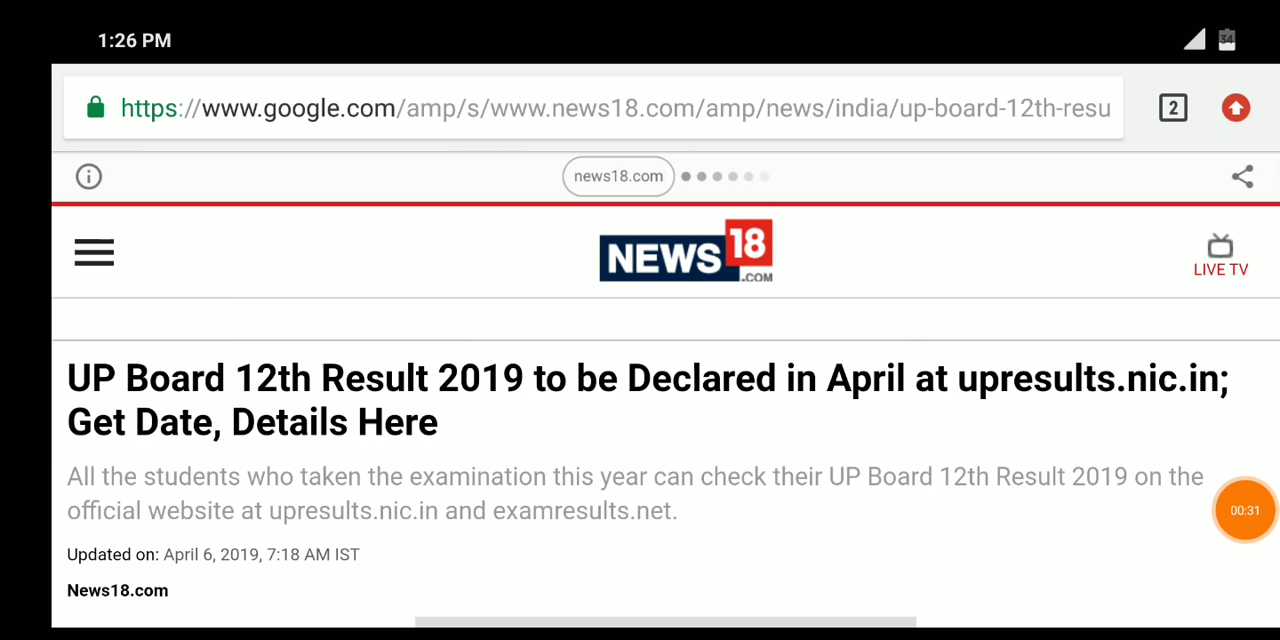 1:26 PM
34
https://www.google.com/amp/s/www.news18.com/amp/news/india/up-board-12th-resu
2
news18.com
NEWS 18
.COM
LIVE TV
UP Board 12th Result 2019 to be Declared in April at upresults.nic.in;
Get Date, Details Here
All the students who taken the examination this year can check their UP Board 12th Result 2019 on the
official website at upresults.nic.in and examresults.net.
00:31
Updated on: April 6, 2019, 7:18 AM IST
News18.com